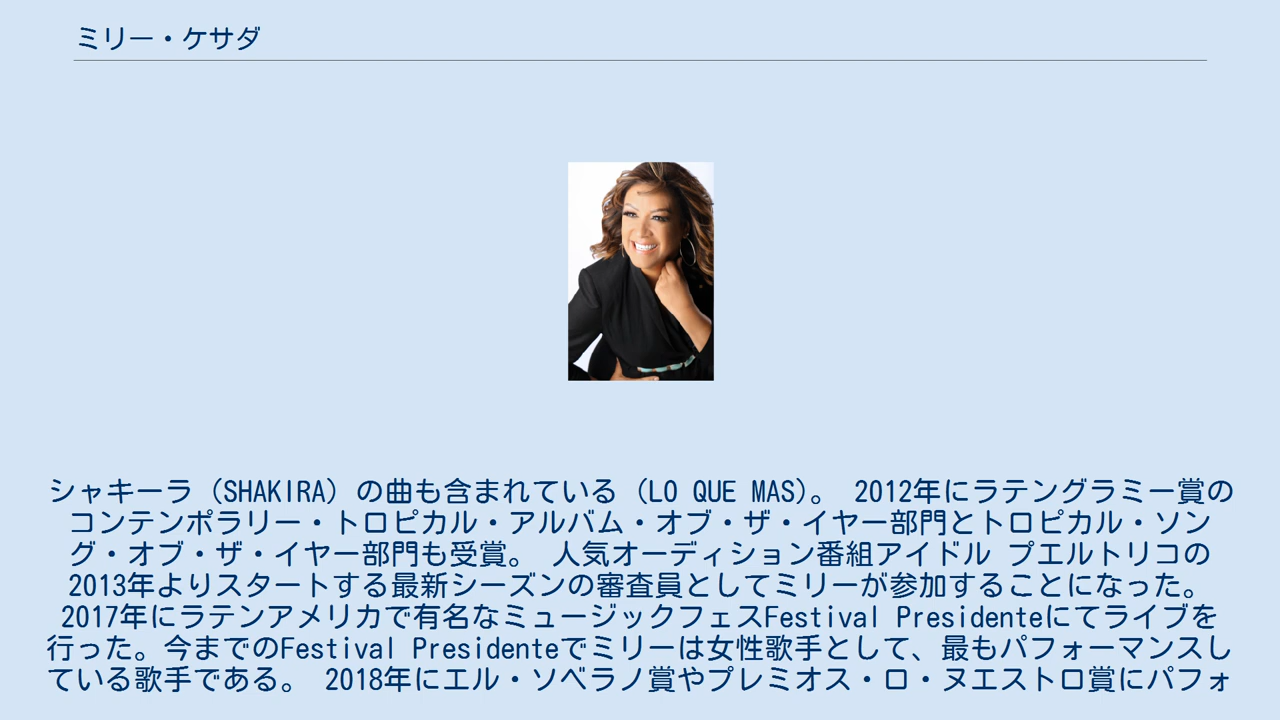 ミリー・ケサダ
シャキーラ（SHAKIRA）の曲も含まれている（LO QUE MAS）。 2012年にラテングラミー賞の
コンテンポラリー・トロピカル・アルバム・オブ・ザ・イヤー部門とトロピカル・ソン
グ・オブ・ザ・イヤー部門も受賞。 人気オーディション番組アイドル プエルトリコの
2013年よりスタートする最新シーズンの審査員としてミリーが参加することになった。
2017年にラテンアメリカで有名なミュージックフェスFestival Presidenteにてライブを
行った。今までのFestival Presidenteでミリーは女性歌手として、最もパフォーマンスし
ている歌手である。 2018年にエル・ソベラノ賞やプレミオス・ロ・ヌエストロ賞にパフォ